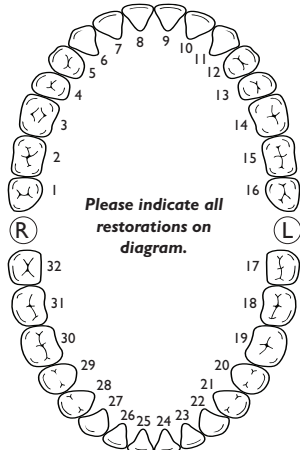 7 8 9 10
6 11
5 12
4 13
3 14
2 15
1 16
Please indicate all
restorations on
diagram.
R L
32 17
31 18
30 19
29 20
28 21
27 22
26 25 24 23